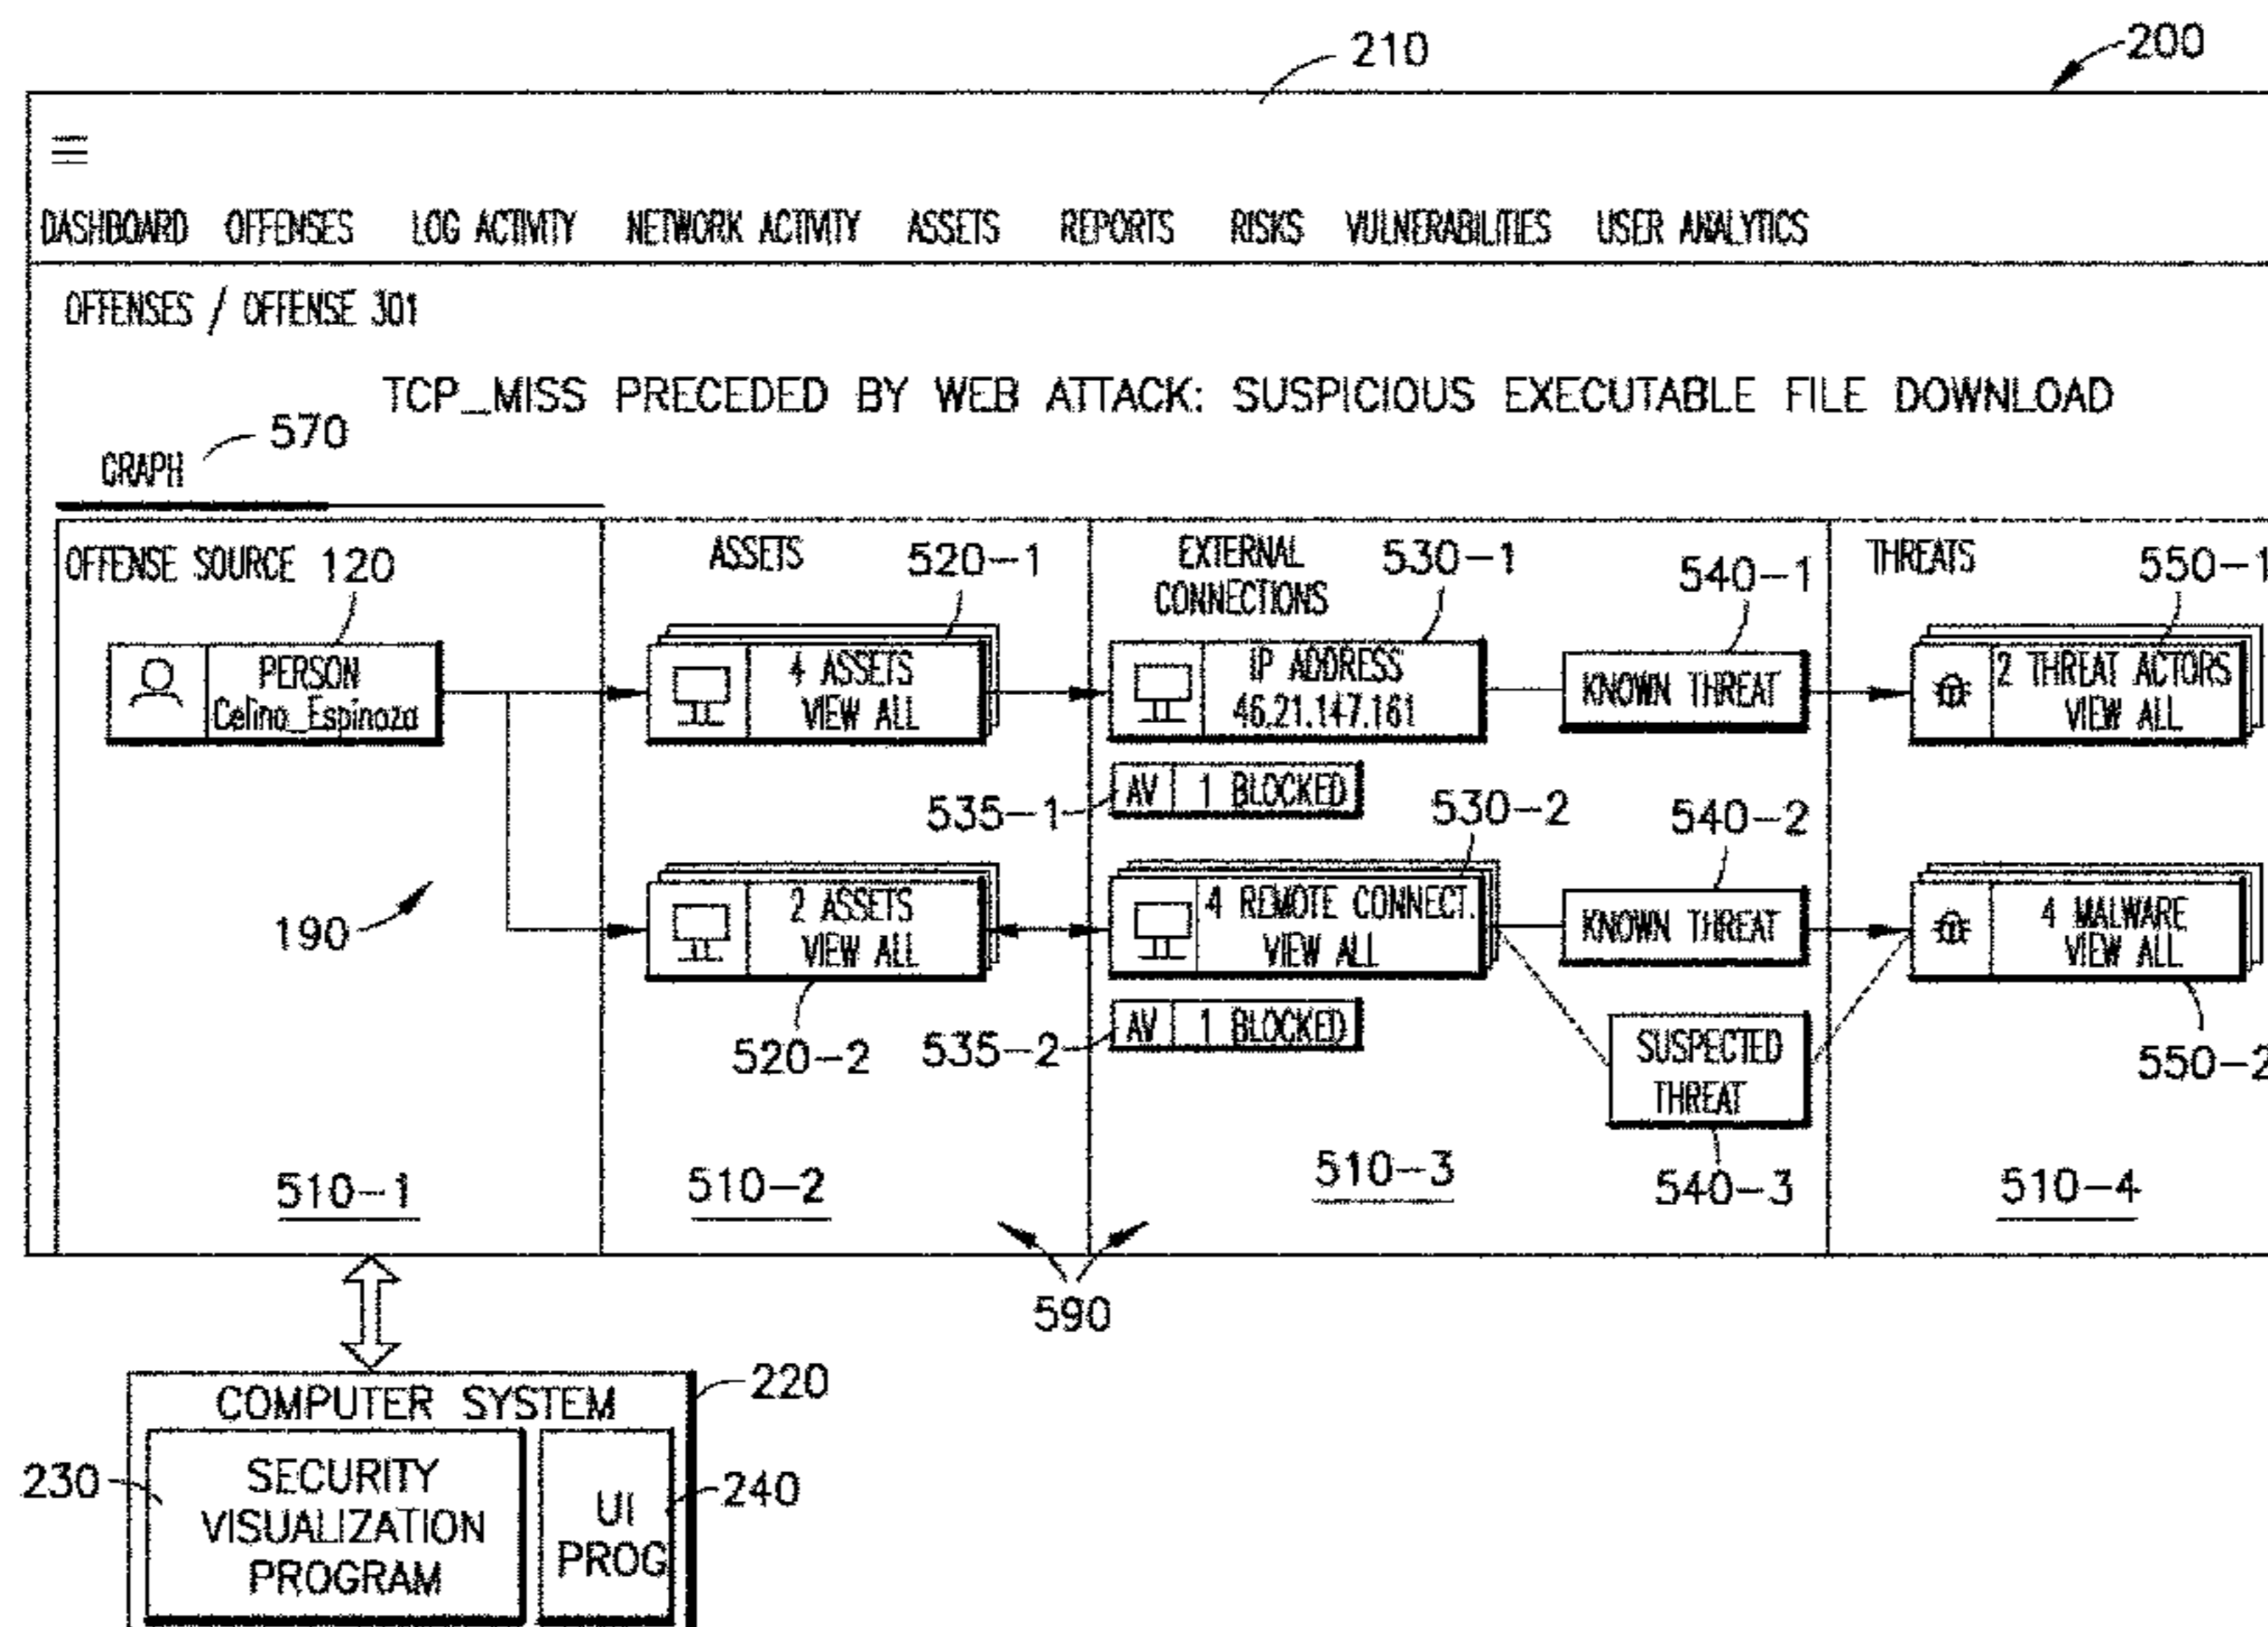 210
200
DASHBOARD OFFENSES LOG ACTIVITY NETWORK ACTIVITY ASSETS REPORTS RISKS VULNERABILITIES USER ANALYTICS
OFFENSES / OFFENSE 301
TCP_MISS PRECEDED BY WEB ATTACK: SUSPICIOUS EXECUTABLE FILE DOWNLOAD
570
GRAPH
OFFENSE SOURCE 120
PERSON
Celino_Espinoza
190
510-1
ASSETS
520-1
4 ASSETS
VIEW ALL
2 ASSETS
VIEW ALL
520-2
510-2
EXTERNAL
CONNECTIONS
530-1
540-1
IP ADDRESS
46.21.147.161
KNOWN THREAT
AV 1 BLOCKED
535-1
530-2
540-2
4 REMOTE CONNECT.
VIEW ALL
KNOWN THREAT
AV 1 BLOCKED
535-2
SUSPECTED
THREAT
540-3
510-3
THREATS
550-1
2 THREAT ACTORS
VIEW ALL
4 MALWARE
VIEW ALL
550-2
510-4
590
COMPUTER SYSTEM
220
230
SECURITY
VISUALIZATION
PROGRAM
UI
PROG
240